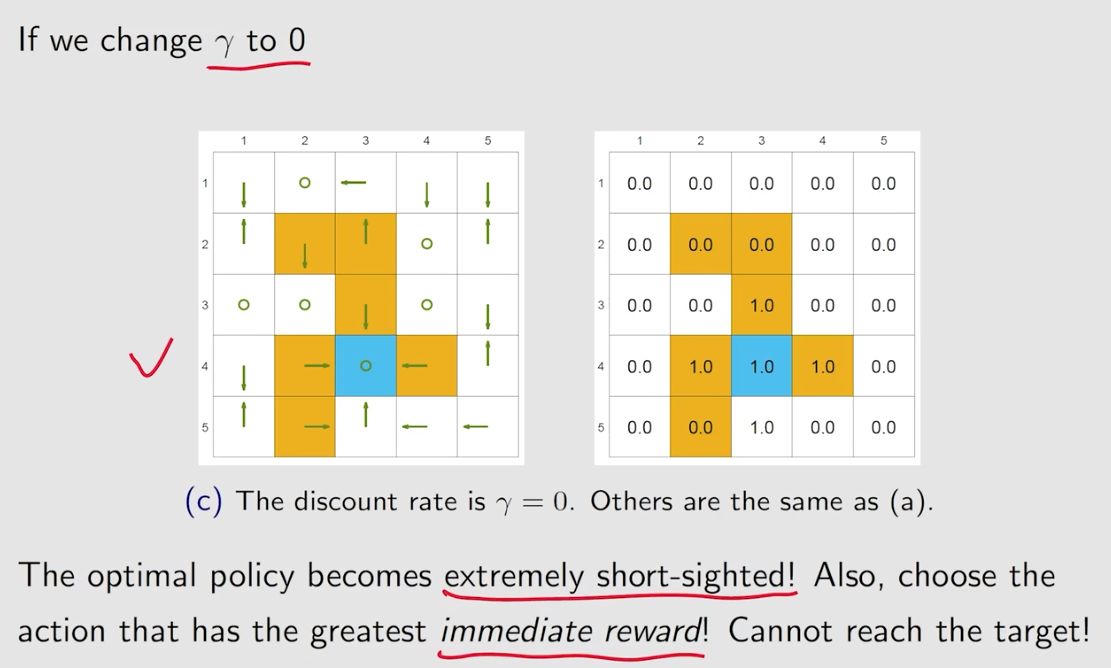 If we change γ to 0
1 2 3 4 5
1
2
3
4
5
1 2 3 4 5
1 0.0 0.0 0.0 0.0 0.0
2 0.0 0.0 0.0 0.0 0.0
3 0.0 0.0 1.0 0.0 0.0
4 0.0 1.0 1.0 1.0 0.0
5 0.0 0.0 1.0 0.0 0.0
(c) The discount rate is γ = 0. Others are the same as (a).
The optimal policy becomes extremely short-sighted! Also, choose the
action that has the greatest immediate reward! Cannot reach the target!